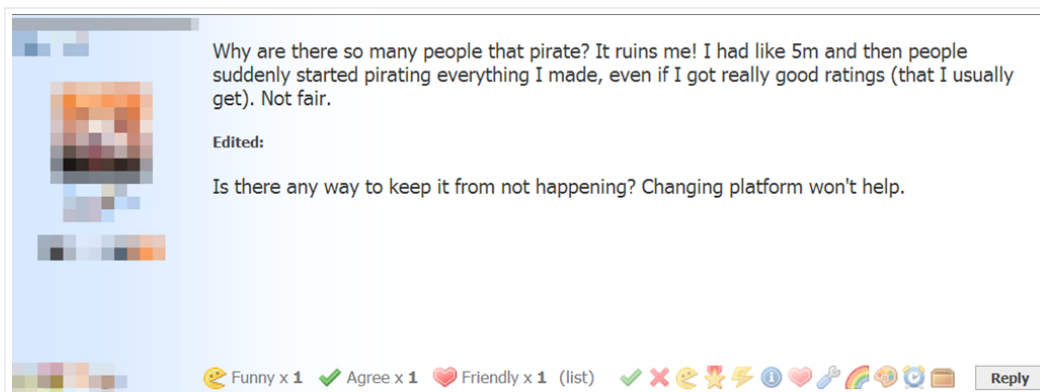 Why are there so many people that pirate? It ruins me! I had like 5m and then people
suddenly started pirating everything I made, even if I got really good ratings (that I usually
get). Not fair.
Edited:
Is there any way to keep it from not happening? Changing platform won't help.
Funny x 1 Agree x 1 Friendly x 1 (list) Reply